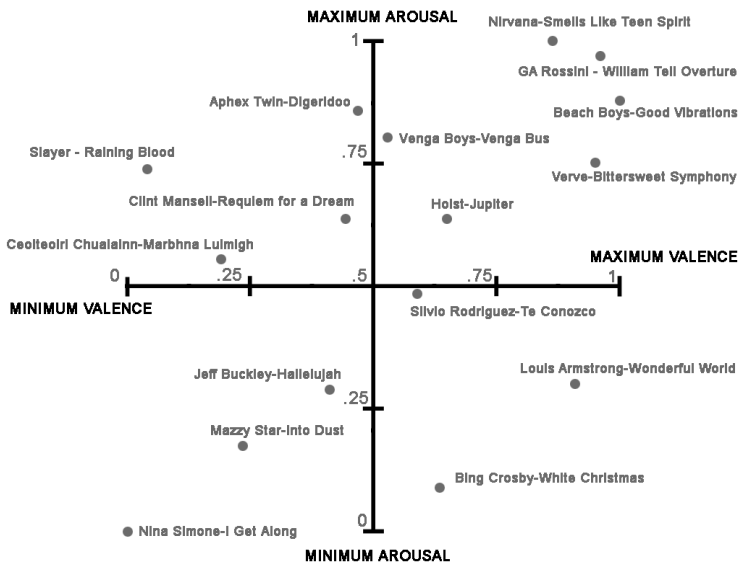 MAXIMUM AROUSAL
Nirvana-Smells Like Teen Spirit
1
GA Rossini - William Tell Overture
Aphex Twin-Digeridoo
Beach Boys-Good Vibrations
Venga Boys-Venga Bus
Slayer - Raining Blood
.75
Verve-Bittersweet Symphony
Clint Mansell-Requiem for a Dream
Holst-Jupiter
Ceolteoiri Chualainn-Marbhna Luimigh
MAXIMUM VALENCE
0 .25 .5 .75 1
MINIMUM VALENCE
Silvio Rodriguez-Te Conozco
Jeff Buckley-Hallelujah
Louis Armstrong-Wonderful World
.25
Mazzy Star-Into Dust
Bing Crosby-White Christmas
0
Nina Simone-I Get Along
MINIMUM AROUSAL